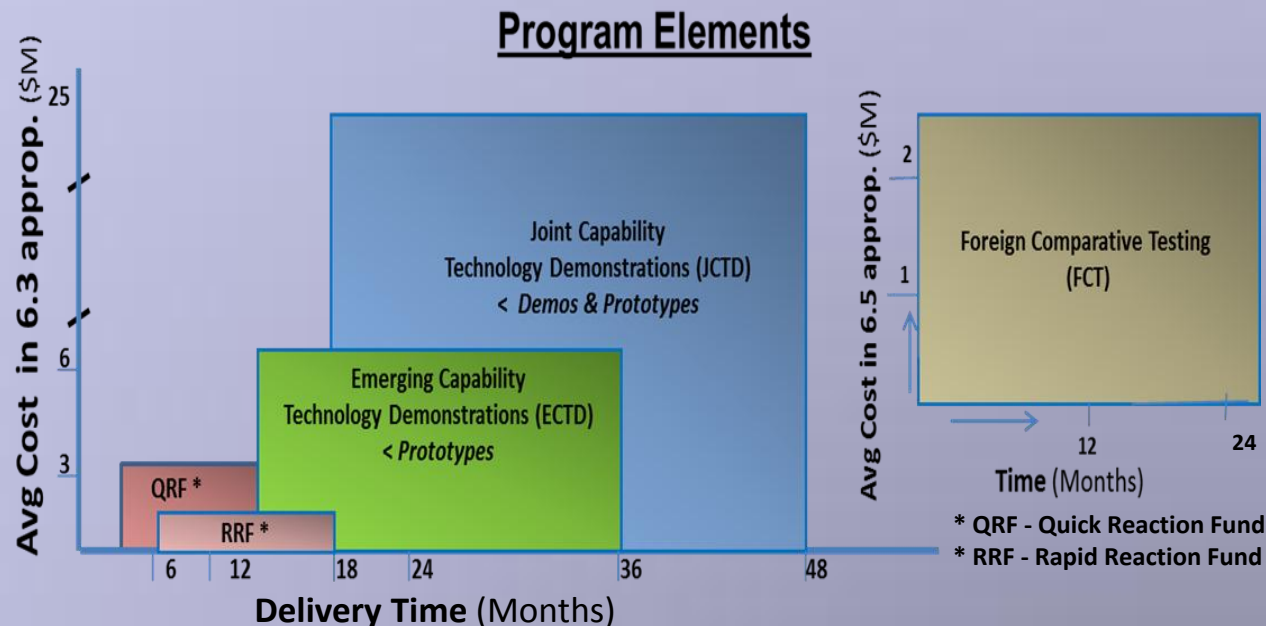 Program Elements
Avg Cost in 6.3 approp. ($M)
25
6
3
Joint Capability
Technology Demonstrations (JCTD)
< Demos & Prototypes
Emerging Capability
Technology Demonstrations (ECTD)
< Prototypes
QRF *
RRF *
6 12 18 24 36 48
Delivery Time (Months)
Avg Cost in 6.5 approp. ($M)
2
1
Foreign Comparative Testing
(FCT)
12 24
Time (Months)
* QRF - Quick Reaction Fund
* RRF - Rapid Reaction Fund